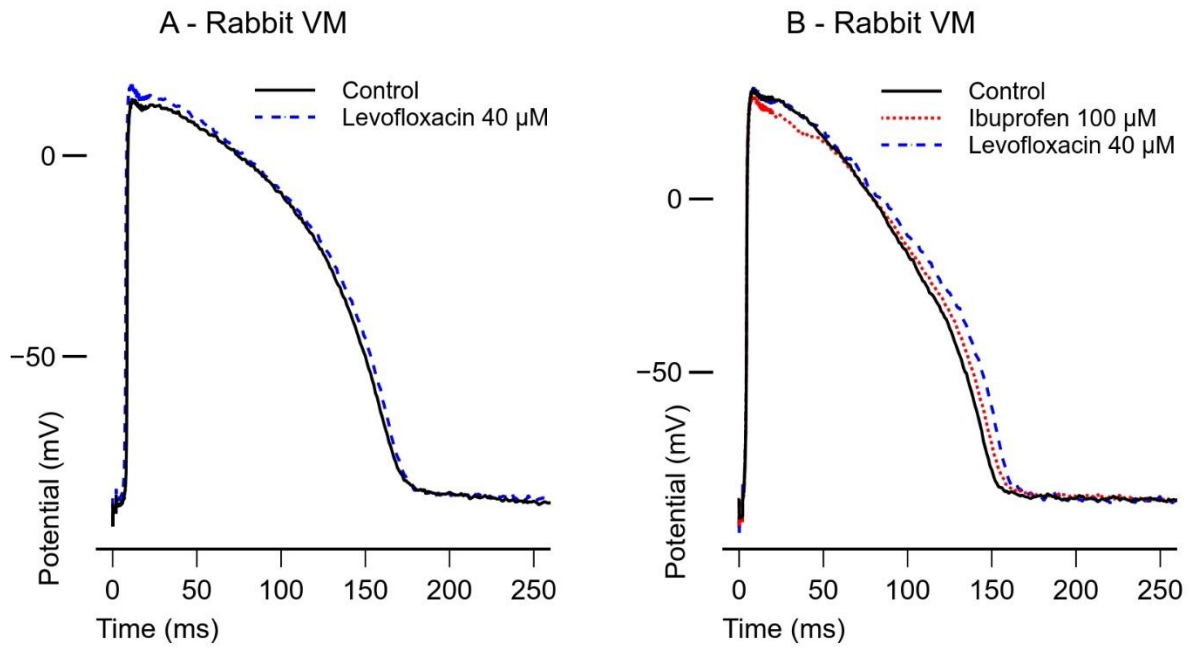 A - Rabbit VM
Control
Levofloxacin 40 μM
0
−50
Potential (mV)
0 50 100 150 200 250
Time (ms)
B - Rabbit VM
Control
Ibuprofen 100 μM
Levofloxacin 40 μM
0
−50
Potential (mV)
0 50 100 150 200 250
Time (ms)